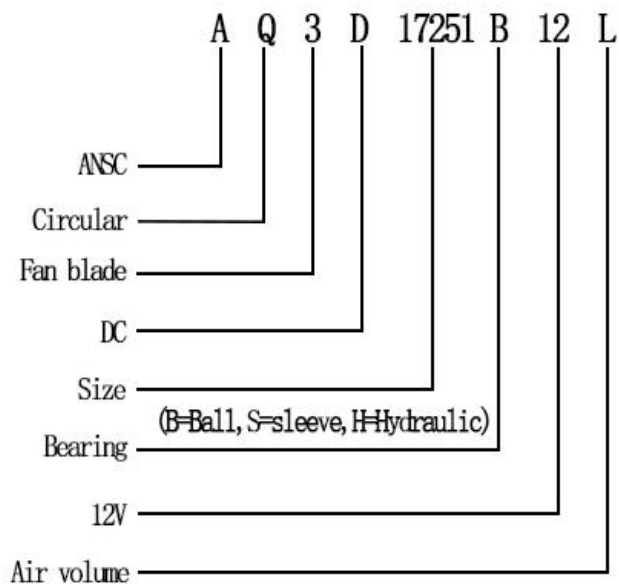 A Q 3 D 17251 B 12 L
ANSC
Circular
Fan blade
DC
Size
(B=Ball, S=sleeve, H=Hydraulic)
Bearing
12V
Air volume